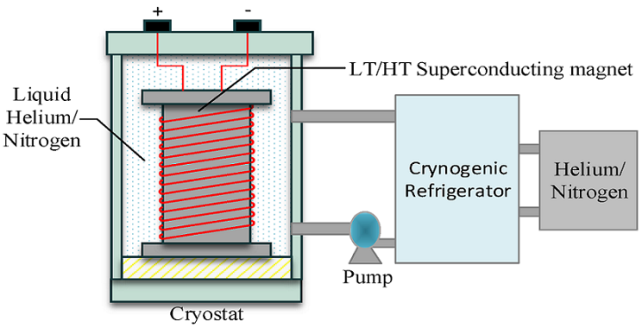 + -
LT/HT Superconducting magnet
Liquid
Helium/
Nitrogen
Crynogenic
Refrigerator
Helium/
Nitrogen
Pump
Cryostat